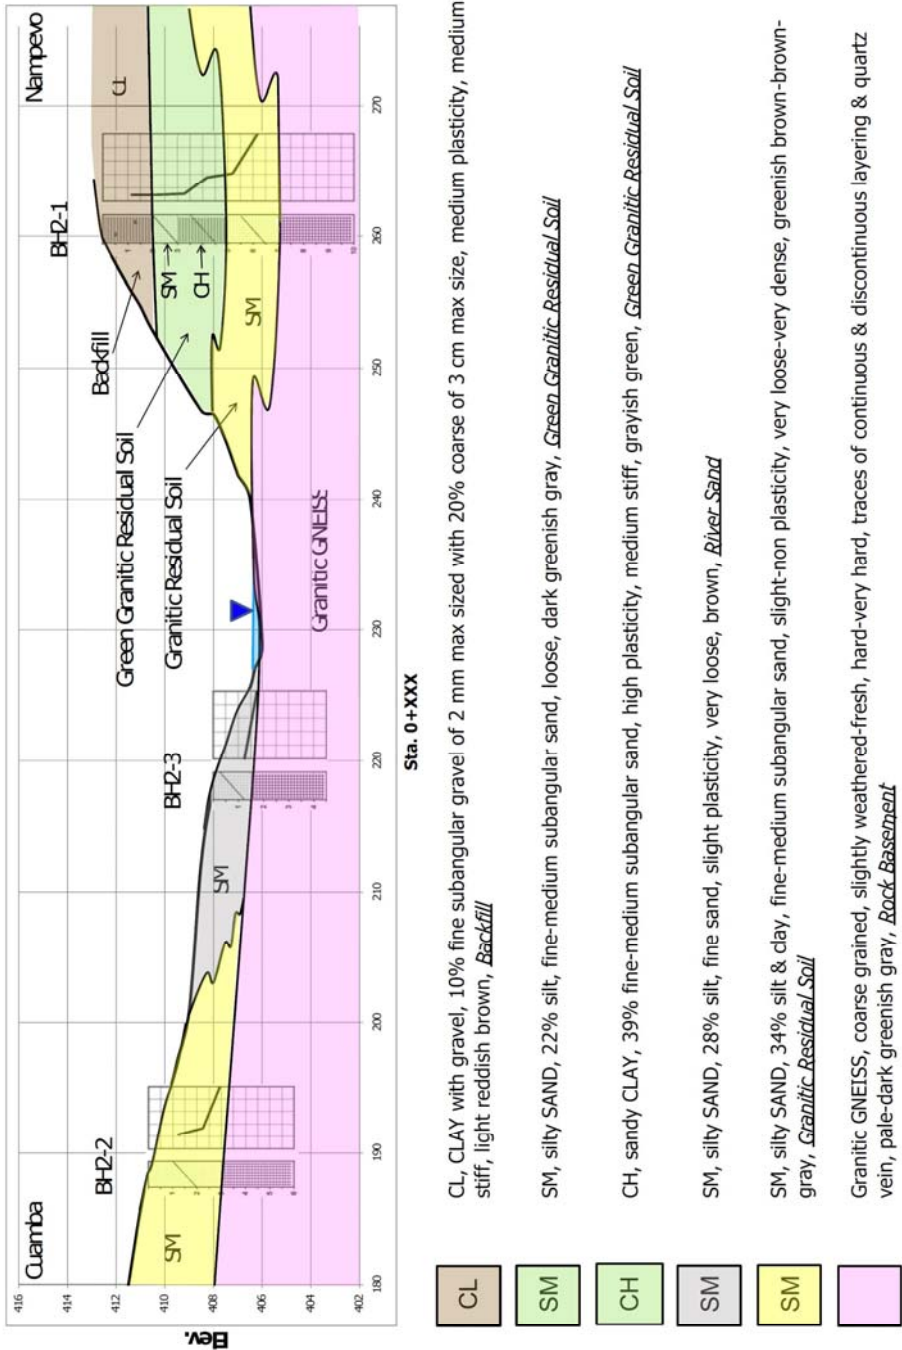 Cuamba
Nampevo
BH2-2
BH2-3
BH2-1
Backfill
Green Granitic Residual Soil
Granitic Residual Soil
Granitic GNEISS
CL
SM
CH
SM
SM
SM
SM
Elev.
416
414
412
410
408
406
404
402
180
190
200
210
220
230
240
250
260
270
Sta. 0+XXX
CL
CL, CLAY with gravel, 10% fine subangular gravel of 2 mm max sized with 20% coarse of 3 cm max size, medium plasticity, medium
stiff, light reddish brown, Backfill
SM
SM, silty SAND, 22% silt, fine-medium subangular sand, loose, dark greenish gray, Green Granitic Residual Soil
CH
CH, sandy CLAY, 39% fine-medium subangular sand, high plasticity, medium stiff, grayish green, Green Granitic Residual Soil
SM
SM, silty SAND, 28% silt, fine sand, slight plasticity, very loose, brown, River Sand
SM
SM, silty SAND, 34% silt & clay, fine-medium subangular sand, slight-non plasticity, very loose-very dense, greenish brown-brown-
gray, Granitic Residual Soil
Granitic GNEISS, coarse grained, slightly weathered-fresh, hard-very hard, traces of continuous & discontinuous layering & quartz
vein, pale-dark greenish gray, Rock Basement